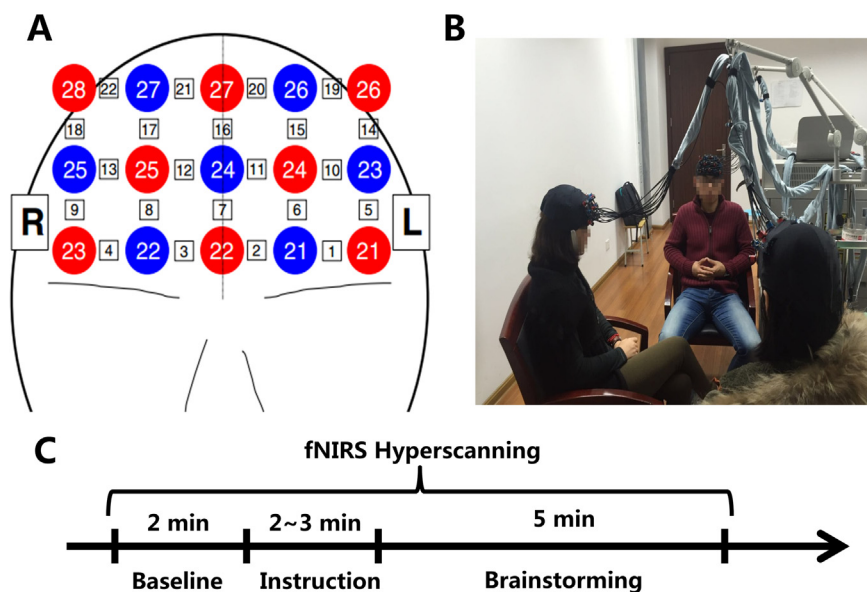 A
B
28 22 27 21 27 20 26 19 26
18 17 16 15 14
25 13 25 12 24 11 24 10 23
R 9 8 7 6 5 L
23 4 22 3 22 2 21 1 21
C
fNIRS Hyperscanning
2 min 2~3 min 5 min
Baseline Instruction Brainstorming